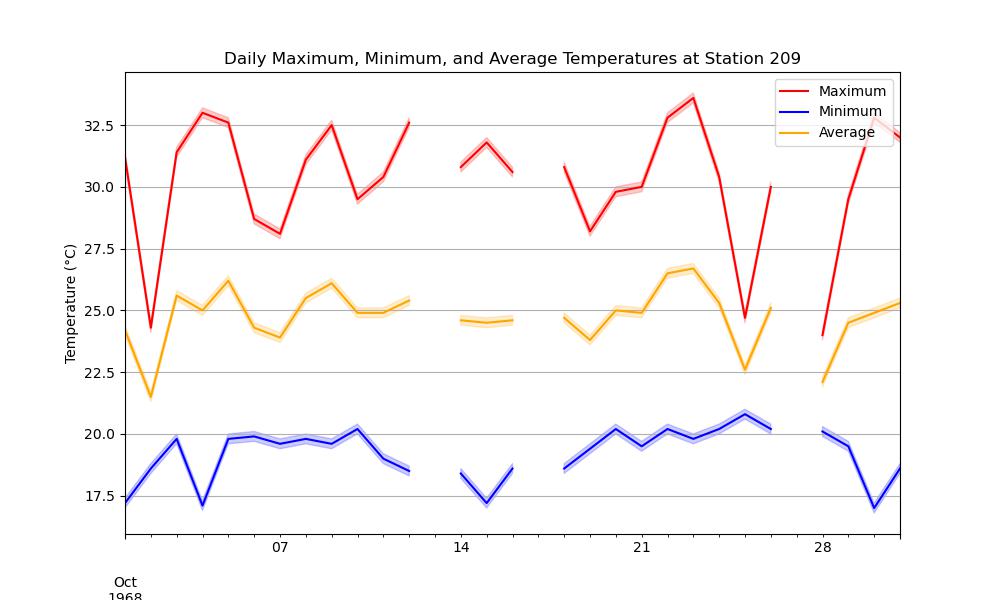 Daily Maximum, Minimum, and Average Temperatures at Station 209
Maximum
Minimum
Average
Temperature (°C)
32.5
30.0
27.5
25.0
22.5
20.0
17.5
07
14
21
28
Oct
1968